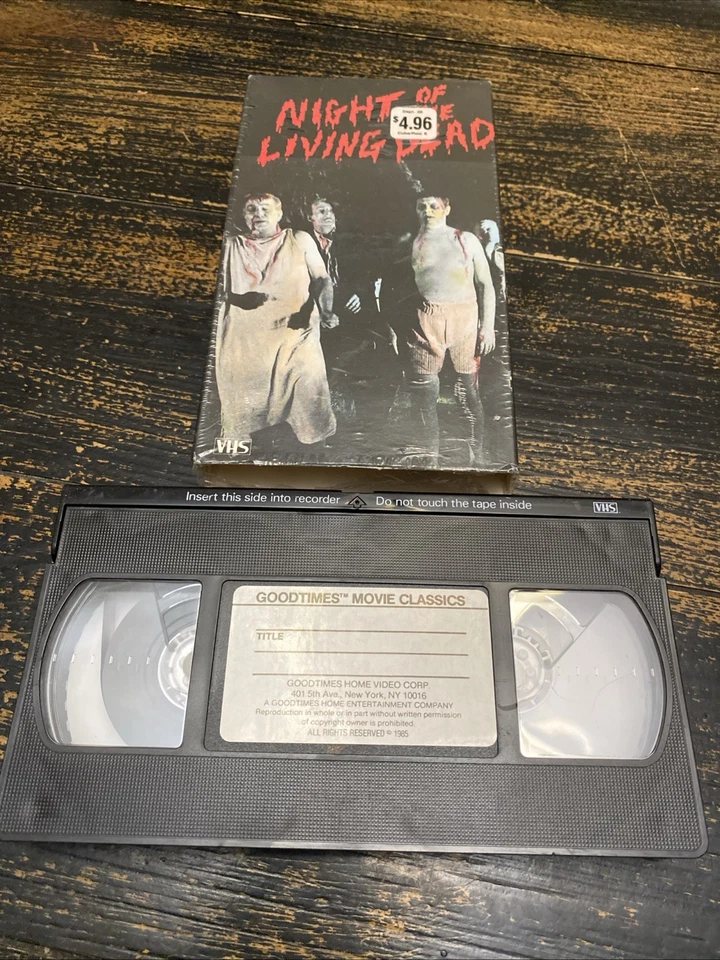 NIGHT OF
LIVING DEAD
$4.96
VHS
Insert this side into recorder Do not touch the tape inside
VHS
GOODTIMES™ MOVIE CLASSICS
TITLE
GOODTIMES HOME VIDEO CORP
401 5th Ave., New York, NY 10016
A GOODTIMES HOME ENTERTAINMENT COMPANY
Reproduction in whole or in part without written permission
of copyright owner is prohibited.
ALL RIGHTS RESERVED © 1985